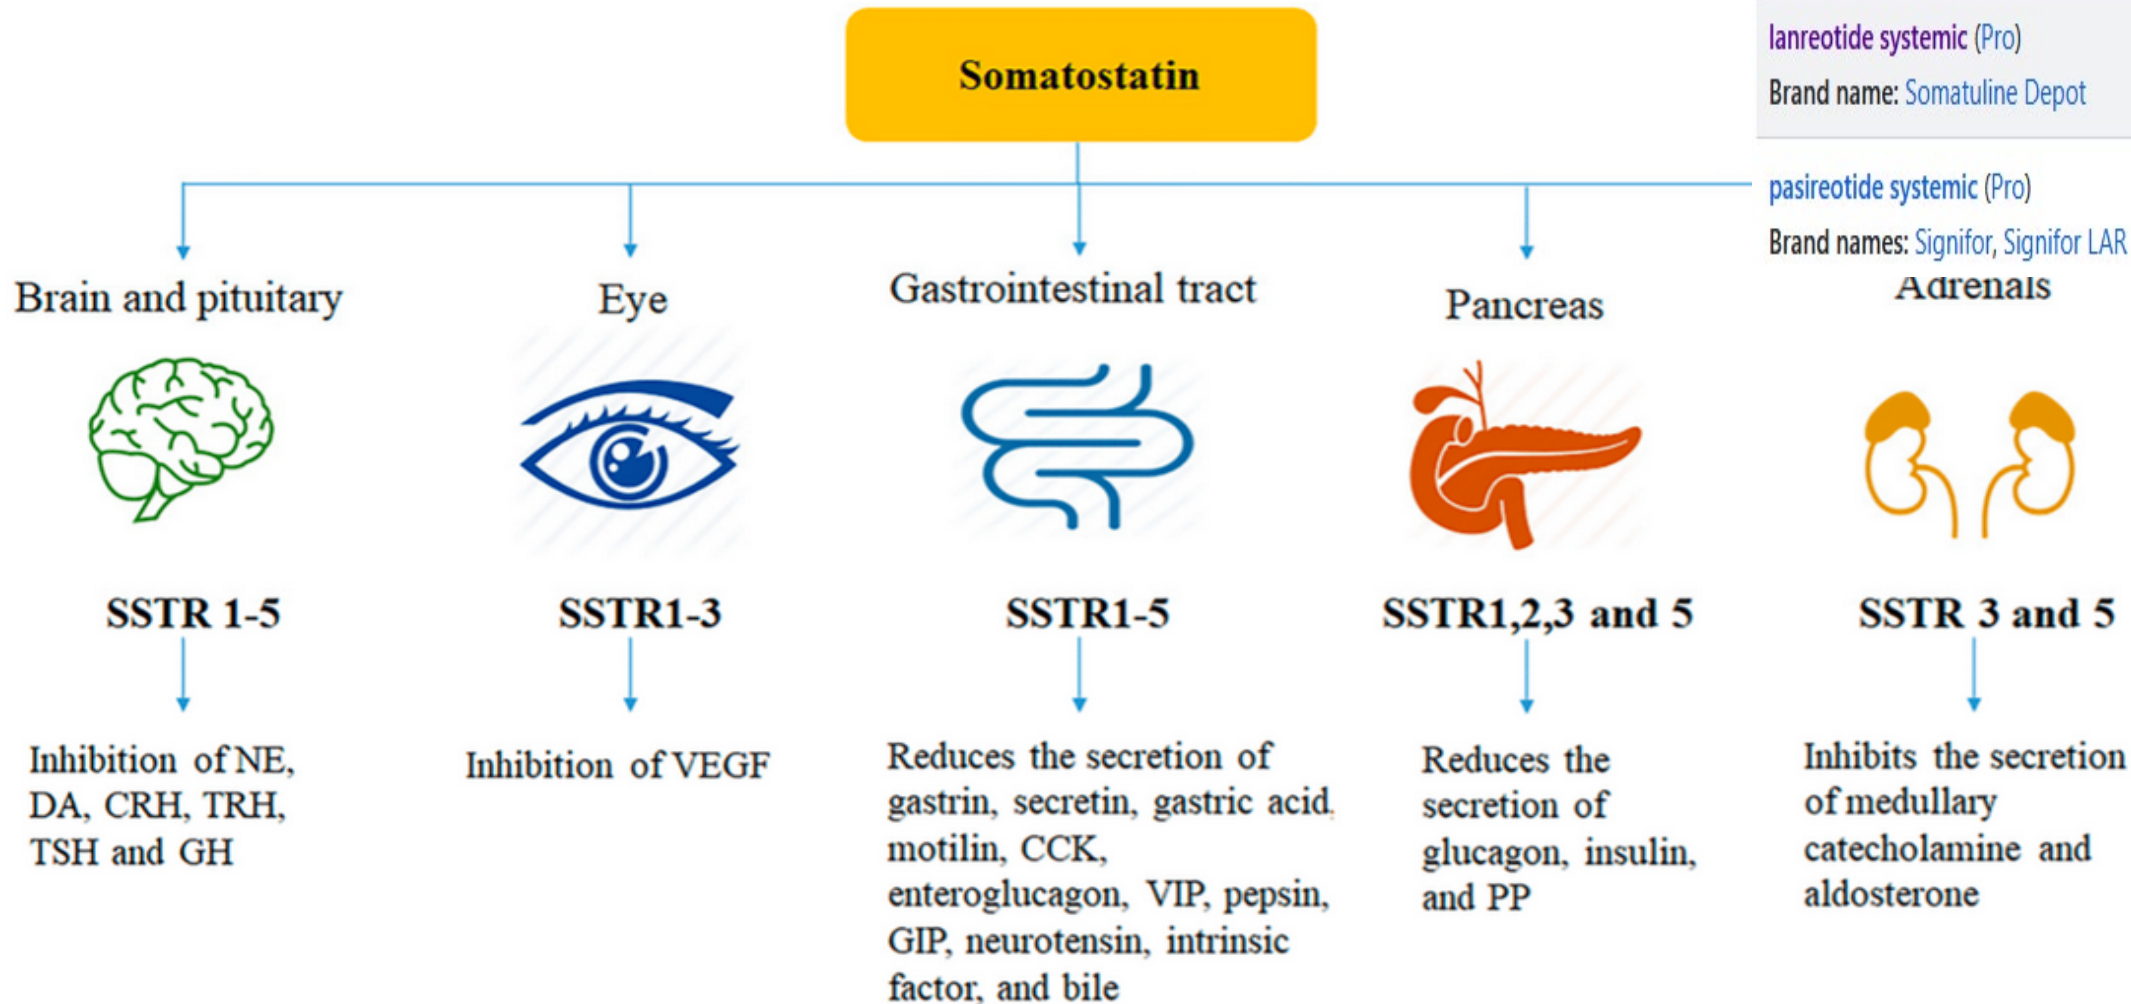 Somatostatin
lanreotide systemic (Pro)
Brand name: Somatuline Depot
pasireotide systemic (Pro)
Brand names: Signifor, Signifor LAR
Brain and pituitary
Eye
Gastrointestinal tract
Pancreas
Adrenals
SSTR 1-5
SSTR1-3
SSTR1-5
SSTR1,2,3 and 5
SSTR 3 and 5
Inhibition of NE,
DA, CRH, TRH,
TSH and GH
Inhibition of VEGF
Reduces the secretion of
gastrin, secretin, gastric acid,
motilin, CCK,
enteroglucagon, VIP, pepsin,
GIP, neurotensin, intrinsic
factor, and bile
Reduces the
secretion of
glucagon, insulin,
and PP
Inhibits the secretion
of medullary
catecholamine and
aldosterone